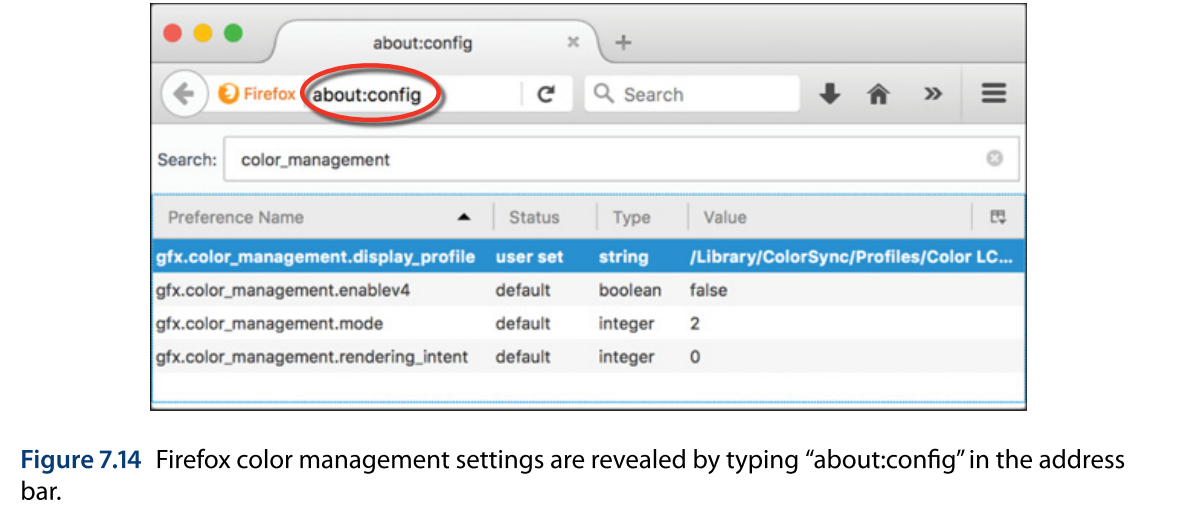 about:config
Firefox about:config Search
Search: color_management
Preference Name Status Type Value
gfx.color_management.display_profile user set string /Library/ColorSync/Profiles/Color LC...
gfx.color_management.enablev4 default boolean false
gfx.color_management.mode default integer 2
gfx.color_management.rendering_intent default integer 0
Figure 7.14 Firefox color management settings are revealed by typing “about:config” in the address
bar.